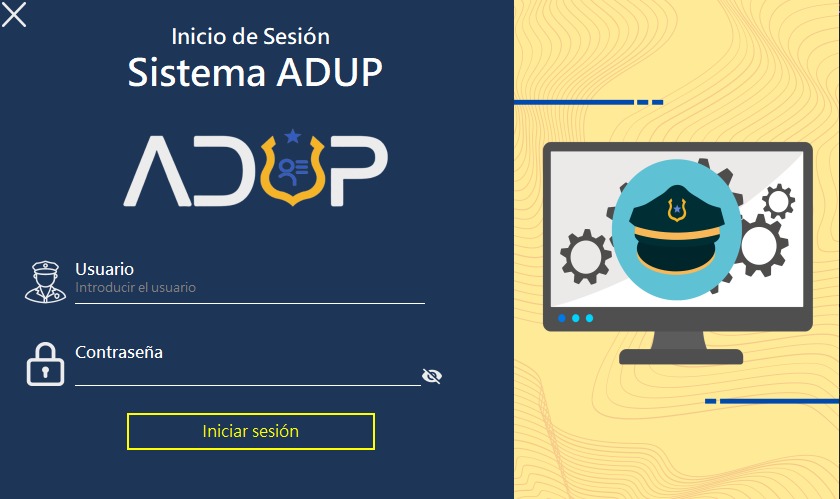 Inicio de Sesión
Sistema ADUP
ADUP
Usuario
Introducir el usuario
Contraseña
Iniciar sesión